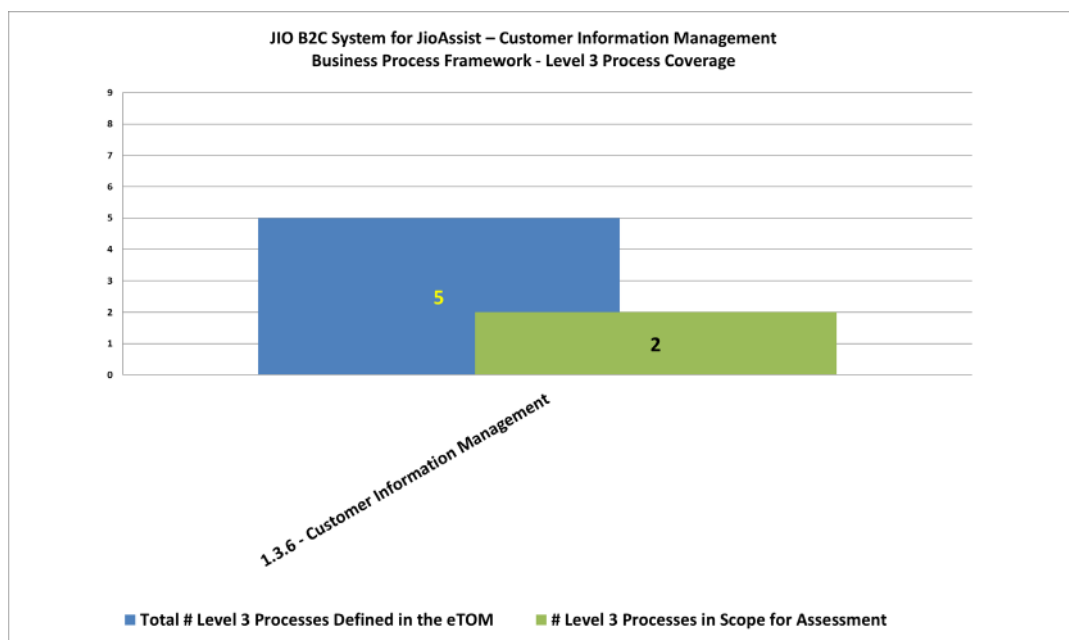 JIO B2C System for JioAssist – Customer Information Management
Business Process Framework - Level 3 Process Coverage
9
8
7
6
5
4
3
2
1
0
5
2
1.3.6 - Customer Information Management
Total # Level 3 Processes Defined in the eTOM
# Level 3 Processes in Scope for Assessment